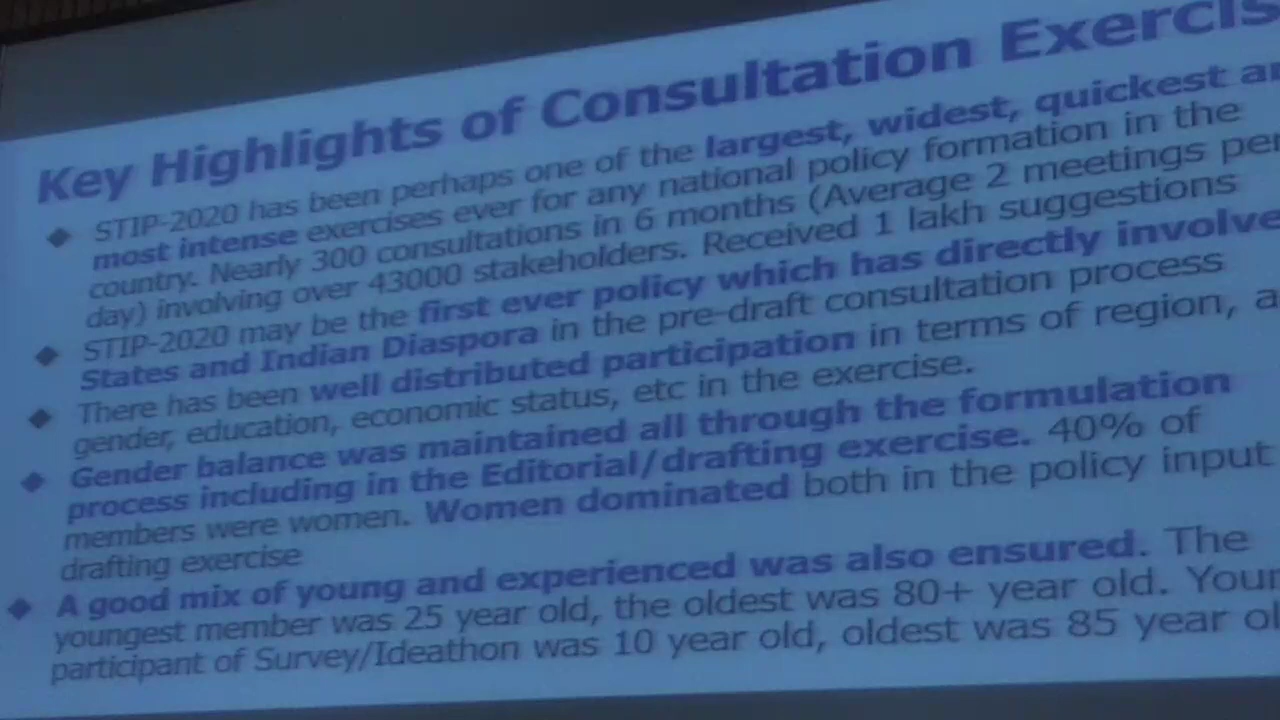 Key Highlights of Consultation Exercis
◆ STIP-2020 has been perhaps one of the largest, widest, quickest an
most intense exercises ever for any national policy formation in the
country. Nearly 300 consultations in 6 months (Average 2 meetings per
day) involving over 43000 stakeholders. Received 1 lakh suggestions
◆ STIP-2020 may be the first ever policy which has directly involve
States and Indian Diaspora in the pre-draft consultation process
◆ There has been well distributed participation in terms of region, a
gender, education, economic status, etc in the exercise.
◆ Gender balance was maintained all through the formulation
process including in the Editorial/drafting exercise. 40% of
members were women. Women dominated both in the policy input
drafting exercise
◆ A good mix of young and experienced was also ensured. The
youngest member was 25 year old, the oldest was 80+ year old. Youn
participant of Survey/Ideathon was 10 year old, oldest was 85 year ol